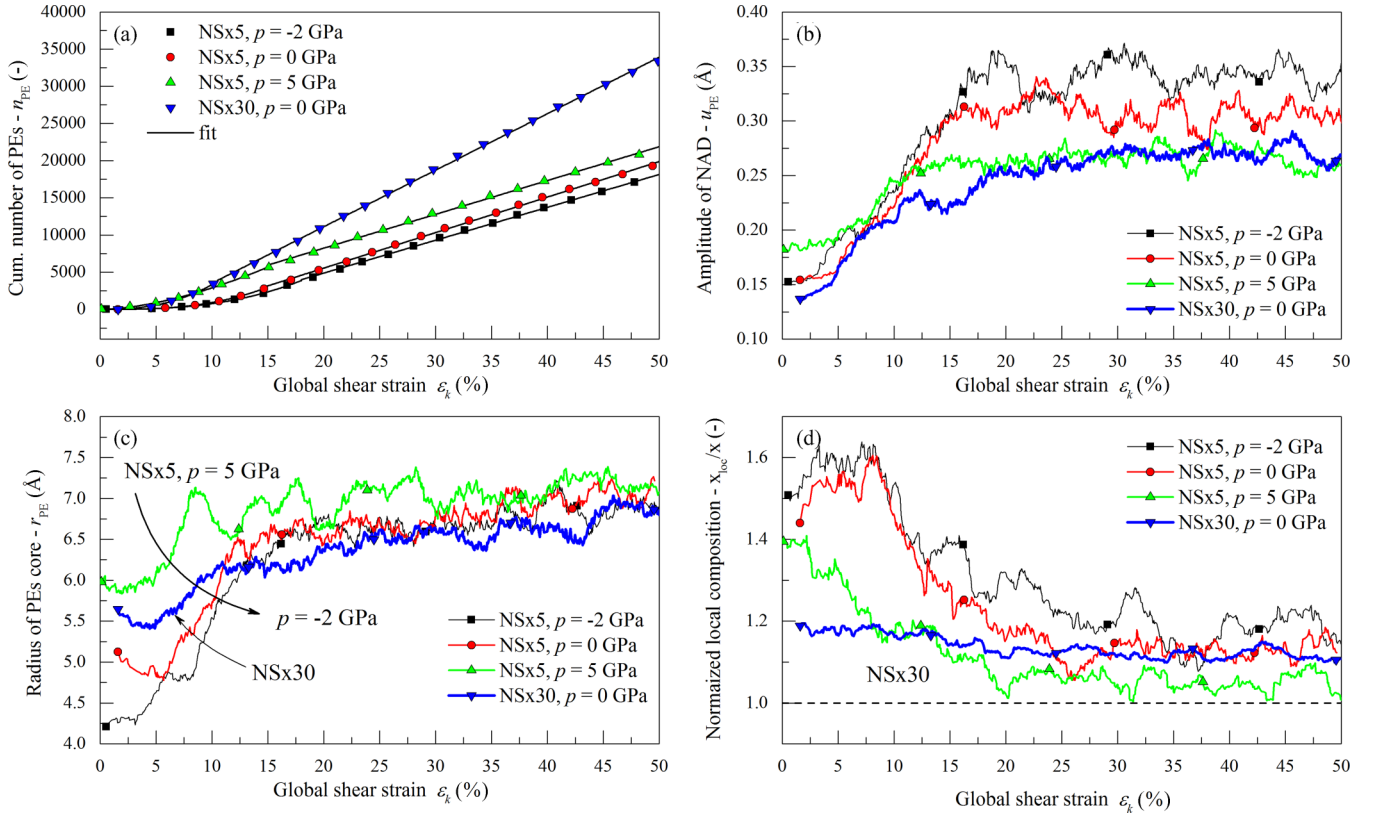 (a)
NSx5, p = -2 GPa
NSx5, p = 0 GPa
NSx5, p = 5 GPa
NSx30, p = 0 GPa
fit
40000
35000
30000
25000
20000
15000
10000
5000
0
Cum. number of PEs - nPE (-)
0 5 10 15 20 25 30 35 40 45 50
Global shear strain εk (%)
(b)
0.40
0.35
0.30
0.25
0.20
0.15
0.10
Amplitude of NAD - uPE (Å)
NSx5, p = -2 GPa
NSx5, p = 0 GPa
NSx5, p = 5 GPa
NSx30, p = 0 GPa
0 5 10 15 20 25 30 35 40 45 50
Global shear strain εk (%)
(c)
8.0
7.5
7.0
6.5
6.0
5.5
5.0
4.5
4.0
Radius of PEs core - rPE (Å)
NSx5, p = 5 GPa
p = -2 GPa
NSx30
NSx5, p = -2 GPa
NSx5, p = 0 GPa
NSx5, p = 5 GPa
NSx30, p = 0 GPa
0 5 10 15 20 25 30 35 40 45 50
Global shear strain εk (%)
(d)
1.6
1.4
1.2
1.0
Normaized local composition - xloc/x (-)
NSx5, p = -2 GPa
NSx5, p = 0 GPa
NSx5, p = 5 GPa
NSx30, p = 0 GPa
NSx30
0 5 10 15 20 25 30 35 40 45 50
Global shear strain εk (%)